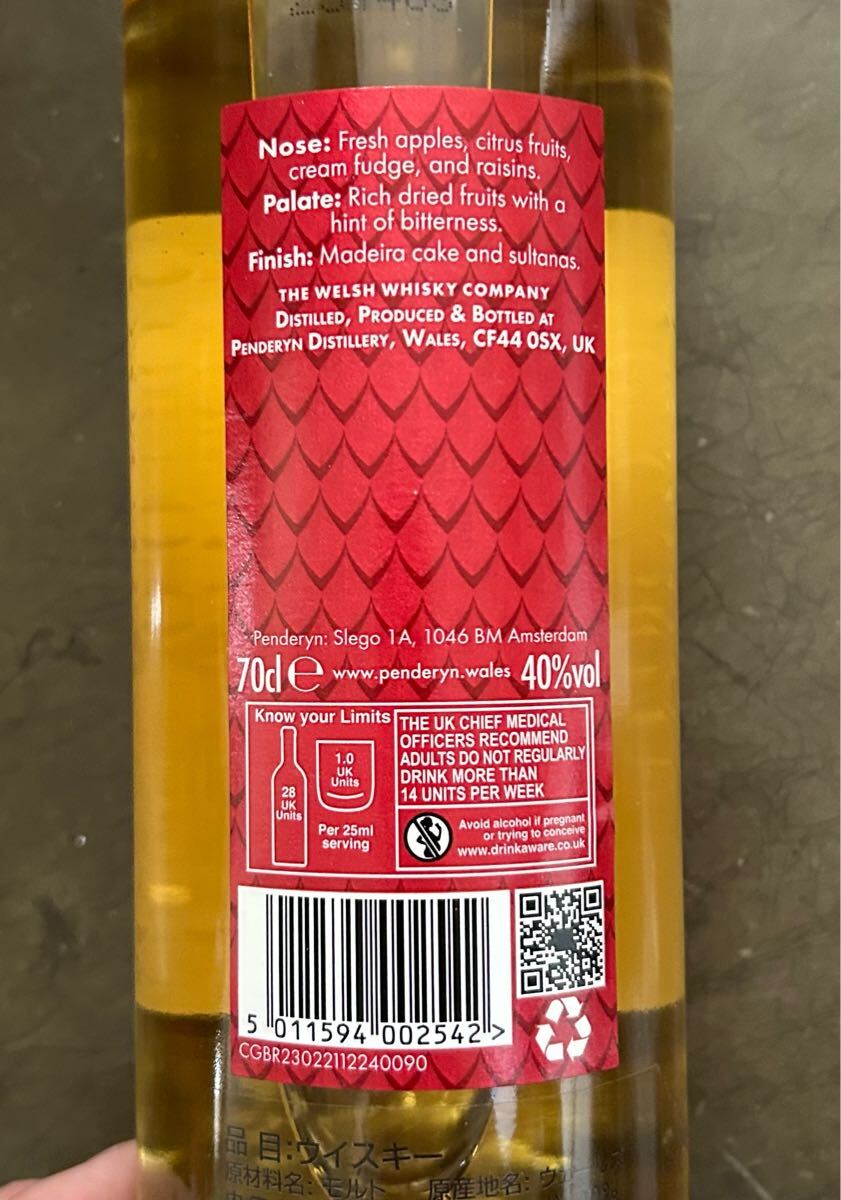 Nose: Fresh apples, citrus fruits,
cream fudge, and raisins.
Palate: Rich dried fruits with a
hint of bitterness.
Finish: Madeira cake and sultanas.
THE WELSH WHISKY COMPANY
DISTILLED, PRODUCED & BOTTLED AT
PENDERYN DISTILLERY, WALES, CF44 0SX, UK
Penderyn: Slego 1A, 1046 BM Amsterdam
70cl e www.penderyn.wales 40%vol
Know your Limits
28
UK
Units
1.0
UK
Units
Per 25ml
serving
THE UK CHIEF MEDICAL
OFFICERS RECOMMEND
ADULTS DO NOT REGULARLY
DRINK MORE THAN
14 UNITS PER WEEK
Avoid alcohol if pregnant
or trying to conceive
www.drinkaware.co.uk
5 011594 002542 >
CGBR23022112240090
品目:ウイスキー
原材料名:モルト 原産地名: